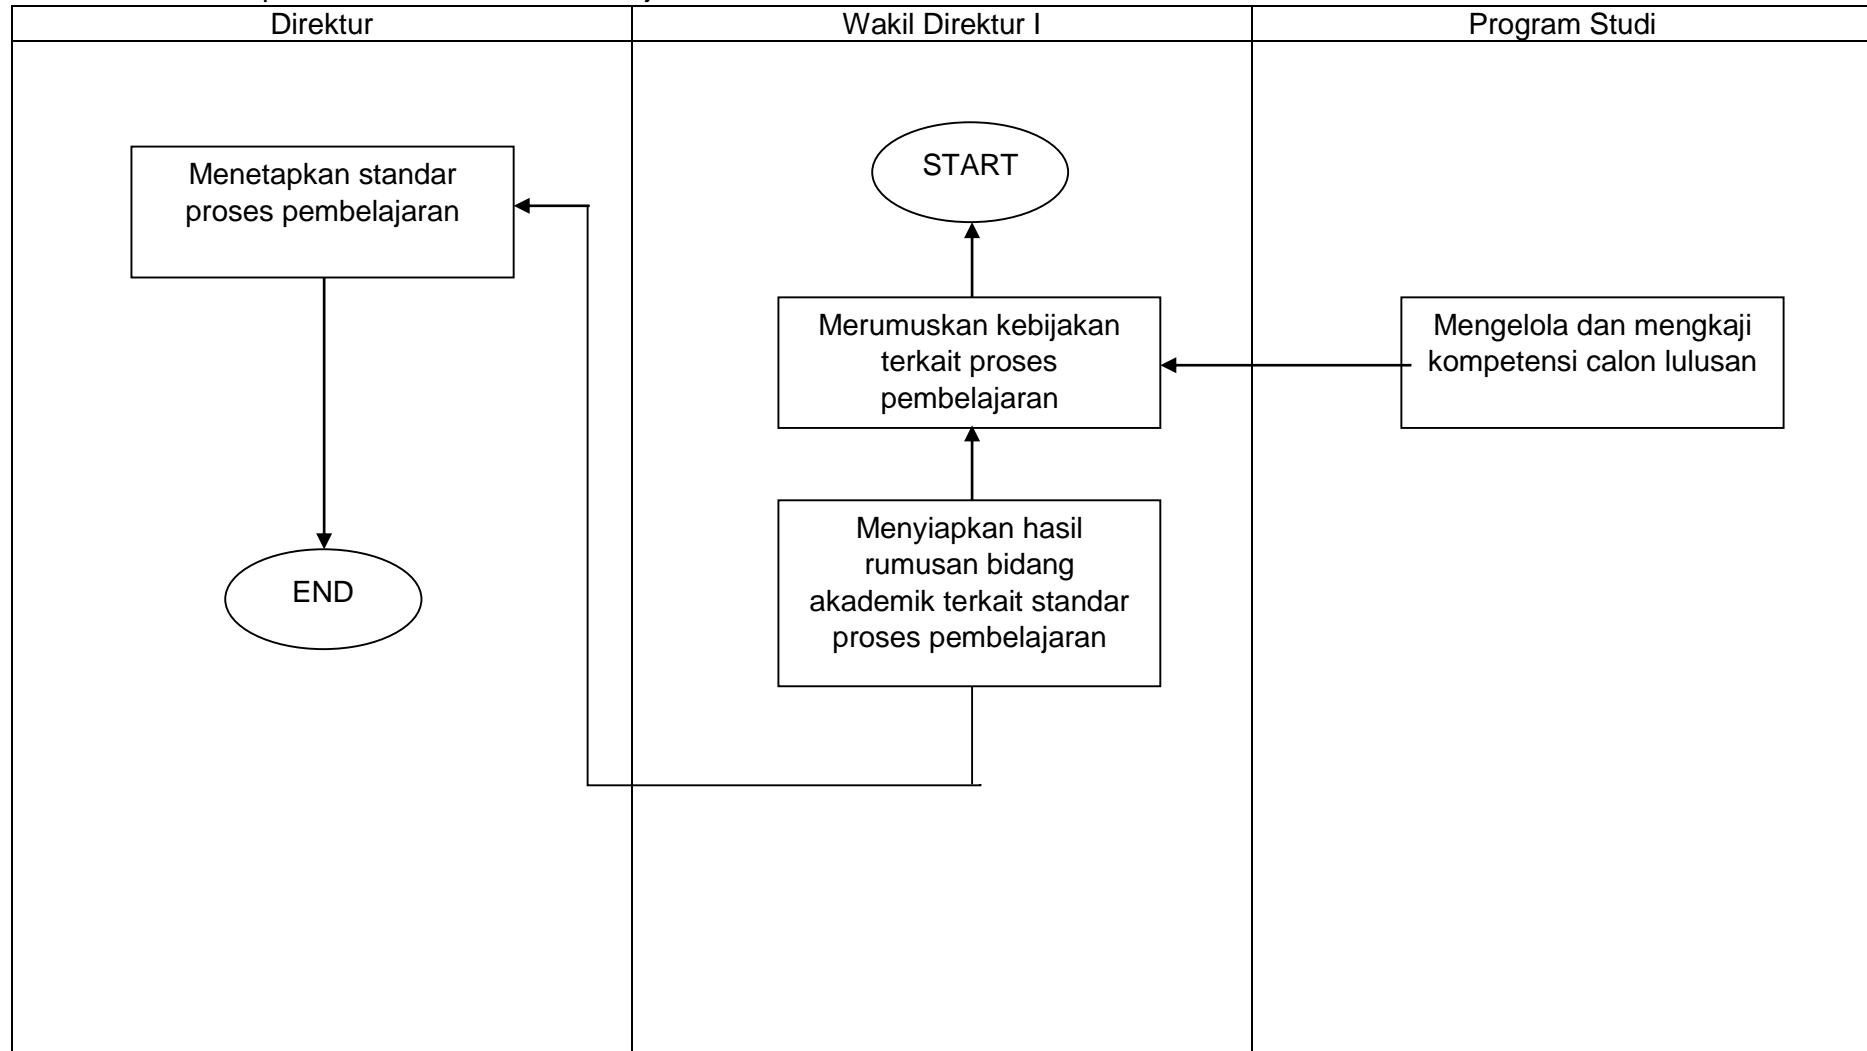 Direktur
Wakil Direktur I
Program Studi
START
Menetapkan standar
proses pembelajaran
Merumuskan kebijakan
terkait proses
pembelajaran
Mengelola dan mengkaji
kompetensi calon lulusan
Menyiapkan hasil
rumusan bidang
akademik terkait standar
proses pembelajaran
END